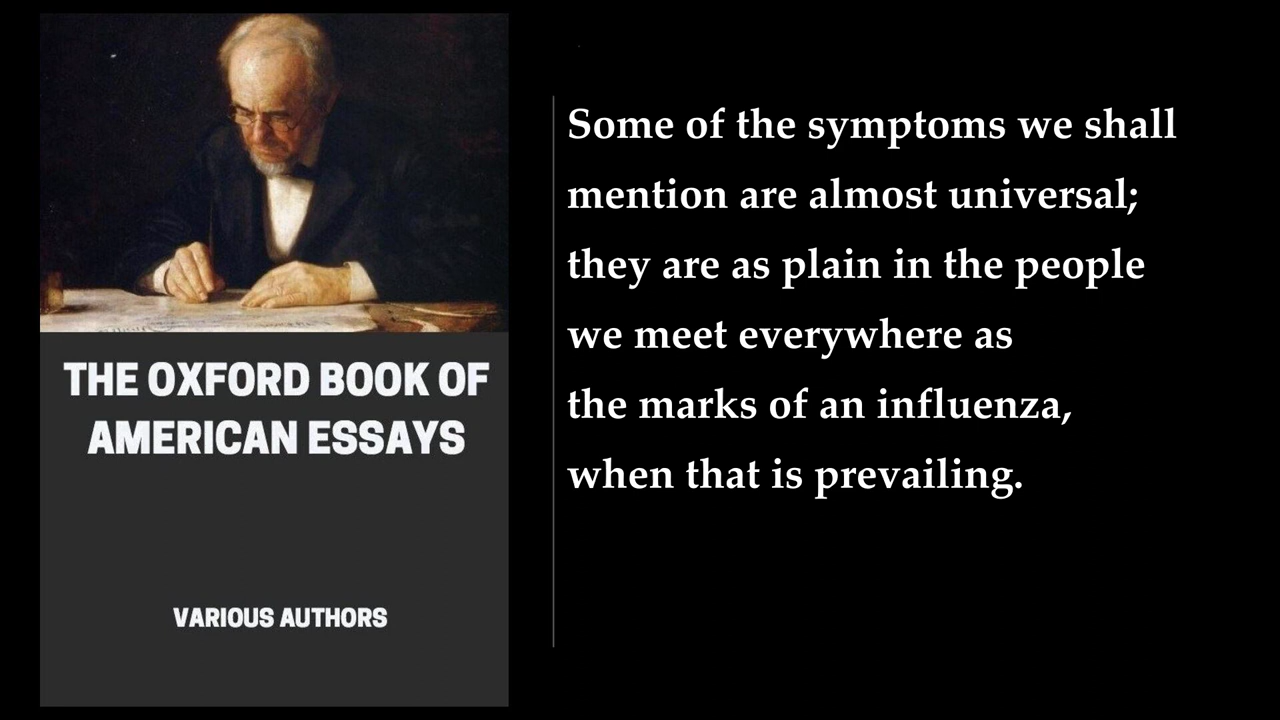 THE OXFORD BOOK OF
AMERICAN ESSAYS
VARIOUS AUTHORS
Some of the symptoms we shall
mention are almost universal;
they are as plain in the people
we meet everywhere as
the marks of an influenza,
when that is prevailing.